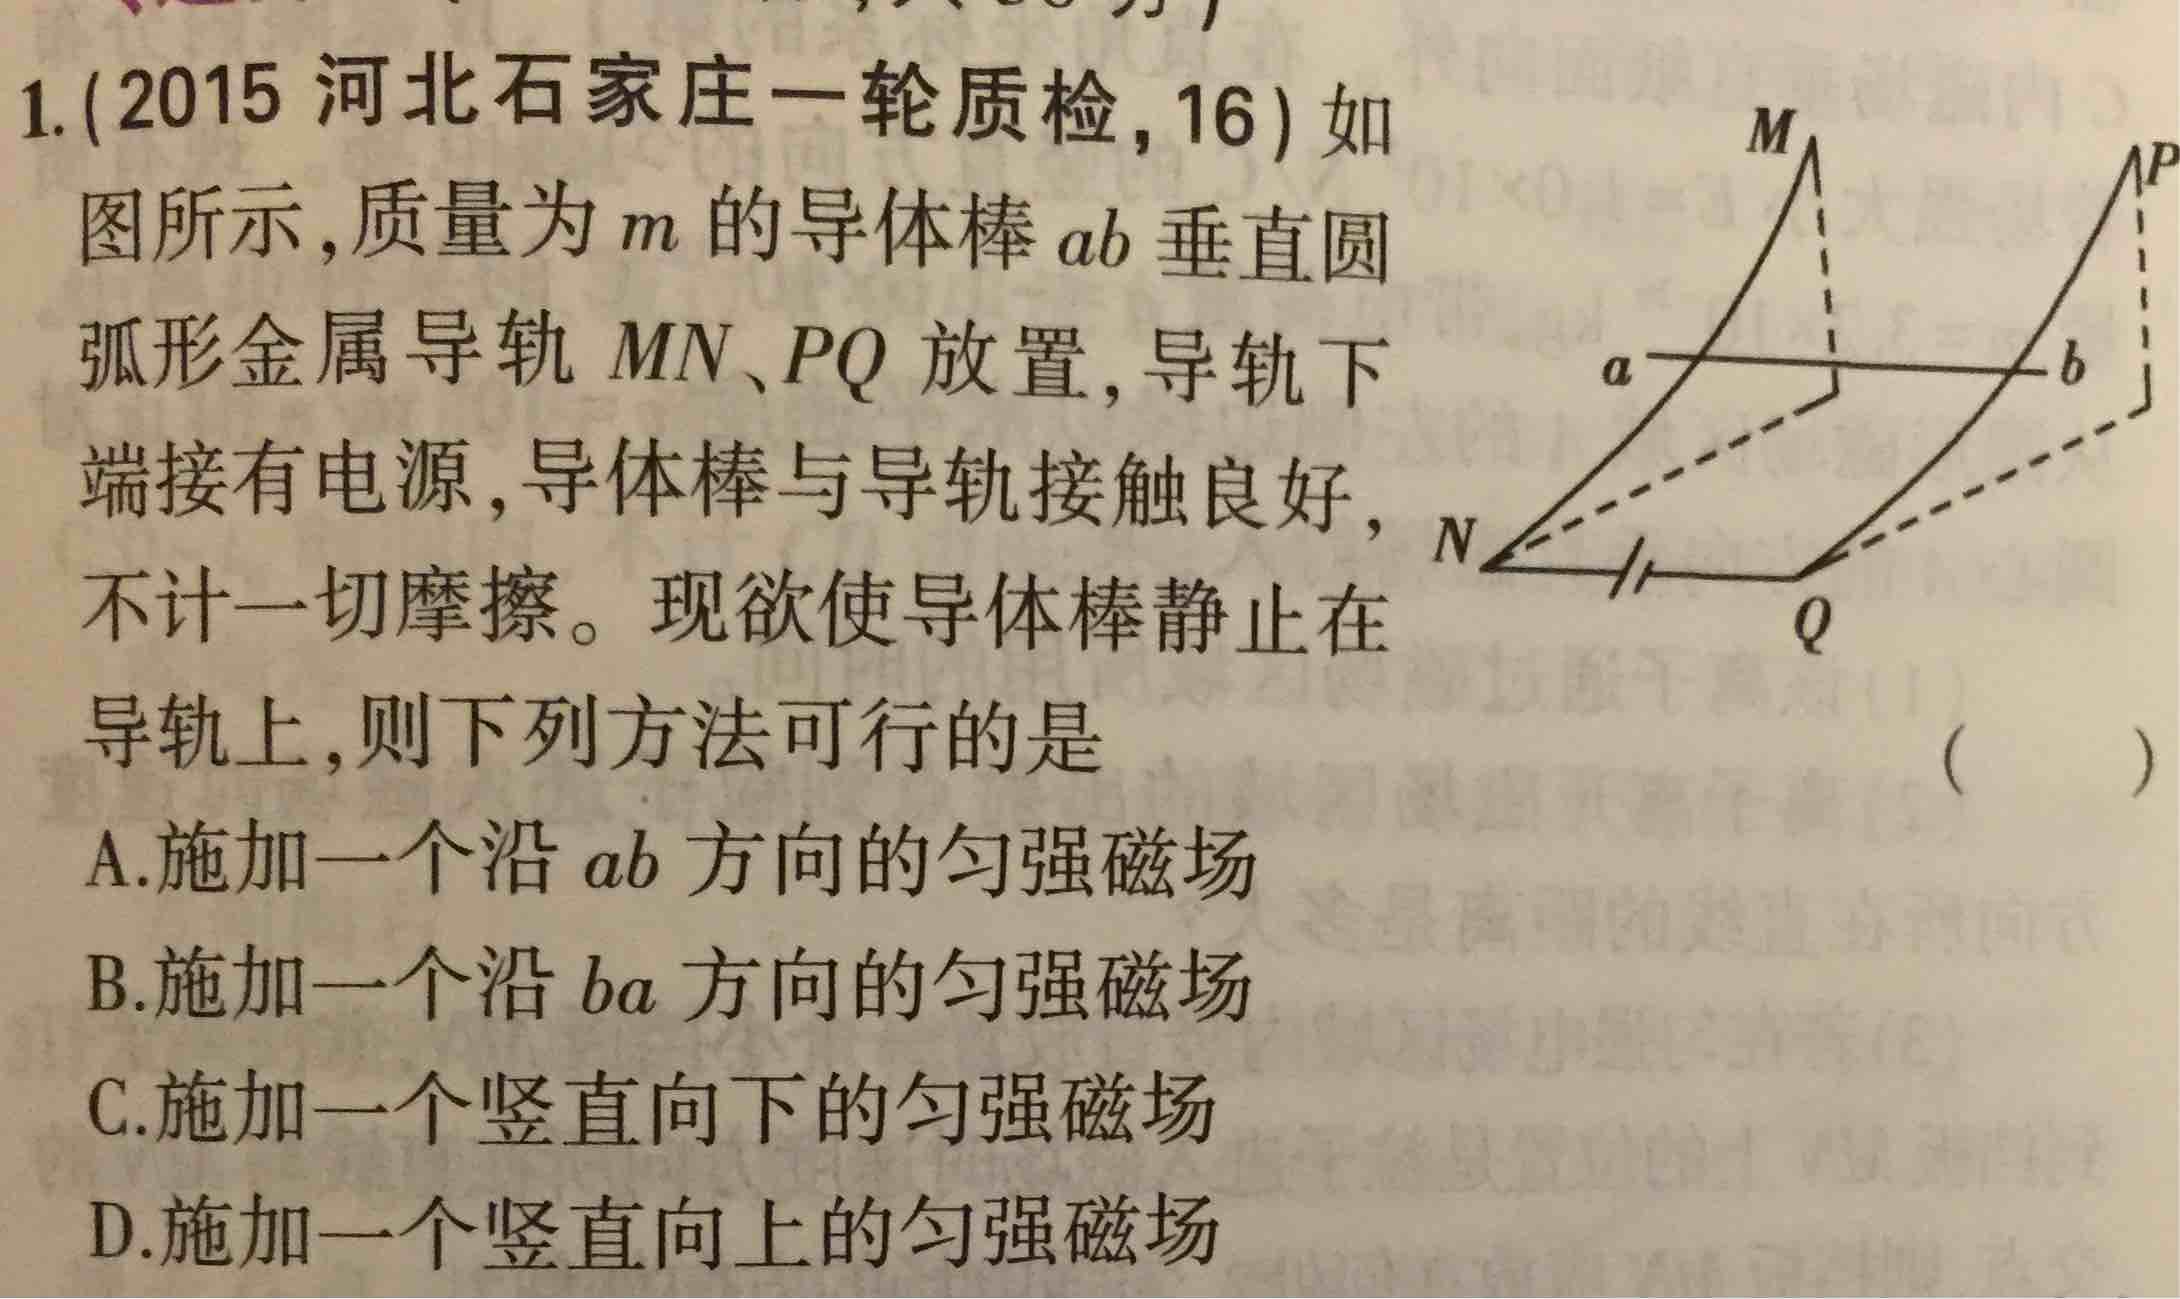 1.(2015 河北石家庄一轮质检,16)如
图所示,质量为 m 的导体棒 ab 垂直圆
弧形金属导轨 MN、PQ 放置,导轨下
端接有电源,导体棒与导轨接触良好,
不计一切摩擦。现欲使导体棒静止在
导轨上,则下列方法可行的是 ( )
A.施加一个沿 ab 方向的匀强磁场
B.施加一个沿 ba 方向的匀强磁场
C.施加一个竖直向下的匀强磁场
D.施加一个竖直向上的匀强磁场
M
P
a
b
N
Q